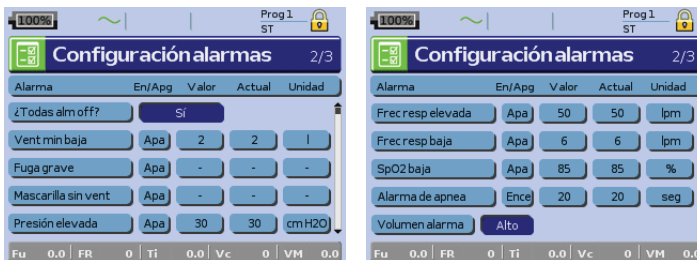 100%
Prog 1
ST
Configuración alarmas 2/3
Alarma En/Apg Valor Actual Unidad
¿Todas alm off? Sí
Vent min baja Apa 2 2 l
Fuga grave Apa - - -
Mascarilla sin vent Apa - - -
Presión elevada Apa 30 30 cmH2O
Fu 0.0 FR 0 Ti 0.0 Vc 0 VM 0.0
100%
Prog 1
ST
Configuración alarmas 2/3
Alarma En/Apg Valor Actual Unidad
Frec resp elevada Apa 50 50 lpm
Frec resp baja Apa 6 6 lpm
SpO2 baja Apa 85 85 %
Alarma de apnea Ence 20 20 seg
Volumen alarma Alto
Fu 0.0 FR 0 Ti 0.0 Vc 0 VM 0.0